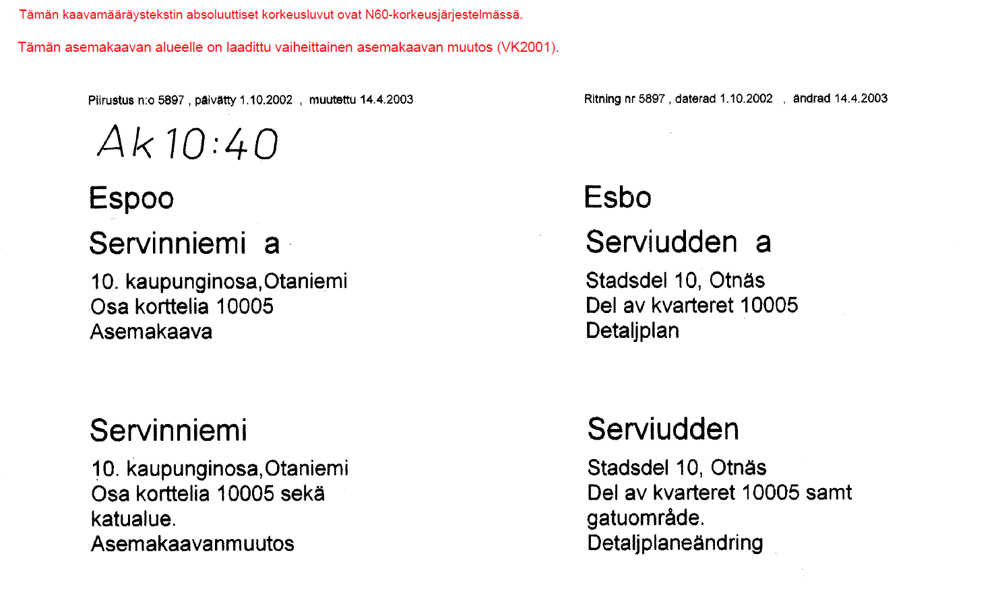 Tämän kaavamääräystekstin absoluuttiset korkeusluvut ovat N60-korkeusjärjestelmässä.
Tämän asemakaavan alueelle on laadittu vaiheittainen asemakaavan muutos (VK2001).
Piirustus n:o 5897 , päivätty 1.10.2002 , muutettu 14.4.2003
Ak 10:40
Espoo
Servinniemi a
10. kaupunginosa,Otaniemi
Osa korttelia 10005
Asemakaava
Servinniemi
10. kaupunginosa,Otaniemi
Osa korttelia 10005 sekä
katualue.
Asemakaavanmuutos
Ritning nr 5897 , daterad 1.10.2002 , ändrad 14.4.2003
Esbo
Serviudden a
Stadsdel 10, Otnäs
Del av kvarteret 10005
Detaljplan
Serviudden
Stadsdel 10, Otnäs
Del av kvarteret 10005 samt
gatuområde.
Detaljplaneändring